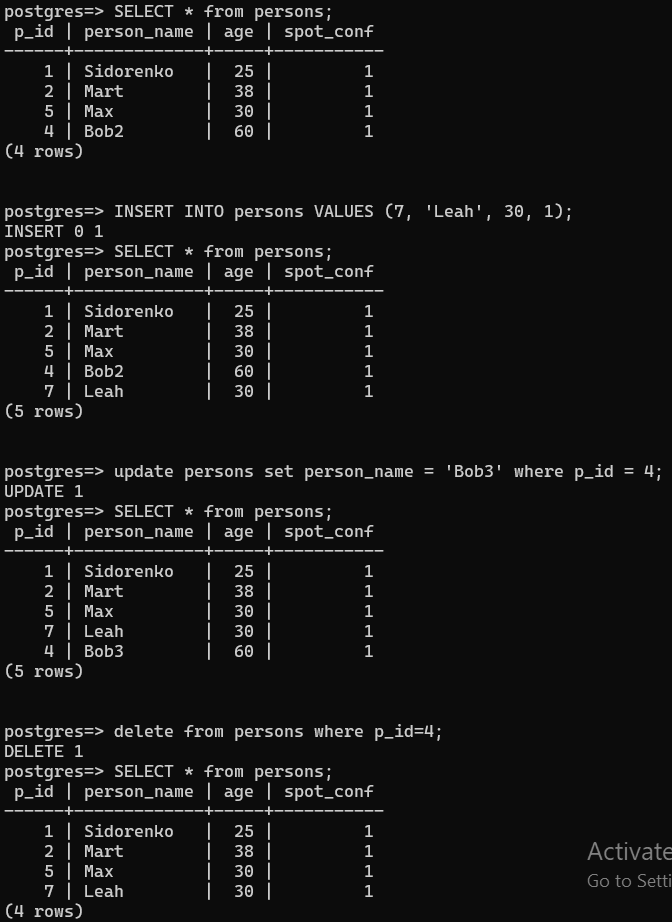 postgres=> SELECT * from persons;
 p_id | person_name | age | spot_conf
------+-------------+-----+-----------
    1 | Sidorenko   |  25 |         1
    2 | Mart        |  38 |         1
    5 | Max         |  30 |         1
    4 | Bob2        |  60 |         1
(4 rows)
postgres=> INSERT INTO persons VALUES (7, 'Leah', 30, 1);
INSERT 0 1
postgres=> SELECT * from persons;
 p_id | person_name | age | spot_conf
------+-------------+-----+-----------
    1 | Sidorenko   |  25 |         1
    2 | Mart        |  38 |         1
    5 | Max         |  30 |         1
    4 | Bob2        |  60 |         1
    7 | Leah        |  30 |         1
(5 rows)
postgres=> update persons set person_name = 'Bob3' where p_id = 4;
UPDATE 1
postgres=> SELECT * from persons;
 p_id | person_name | age | spot_conf
------+-------------+-----+-----------
    1 | Sidorenko   |  25 |         1
    2 | Mart        |  38 |         1
    5 | Max         |  30 |         1
    7 | Leah        |  30 |         1
    4 | Bob3        |  60 |         1
(5 rows)
postgres=> delete from persons where p_id=4;
DELETE 1
postgres=> SELECT * from persons;
 p_id | person_name | age | spot_conf
------+-------------+-----+-----------
    1 | Sidorenko   |  25 |         1
    2 | Mart        |  38 |         1
    5 | Max         |  30 |         1
    7 | Leah        |  30 |         1
(4 rows)
Activate
Go to Setti